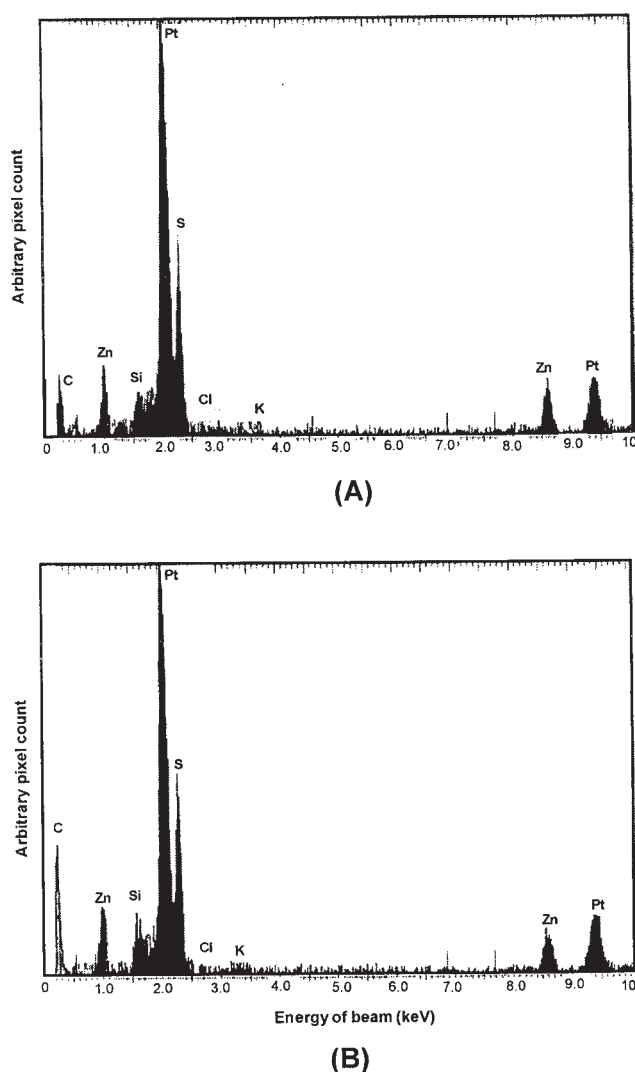 Pt
Arbitrary pixel count
S
Zn
C
Si
Cl
K
Zn
Pt
0 1.0 2.0 3.0 4.0 5.0 6.0 7.0 8.0 9.0 10
(A)
Pt
Arbitrary pixel count
S
C
Zn
Si
Cl
K
Zn
Pt
0 1.0 2.0 3.0 4.0 5.0 6.0 7.0 8.0 9.0 10
Energy of beam (keV)
(B)